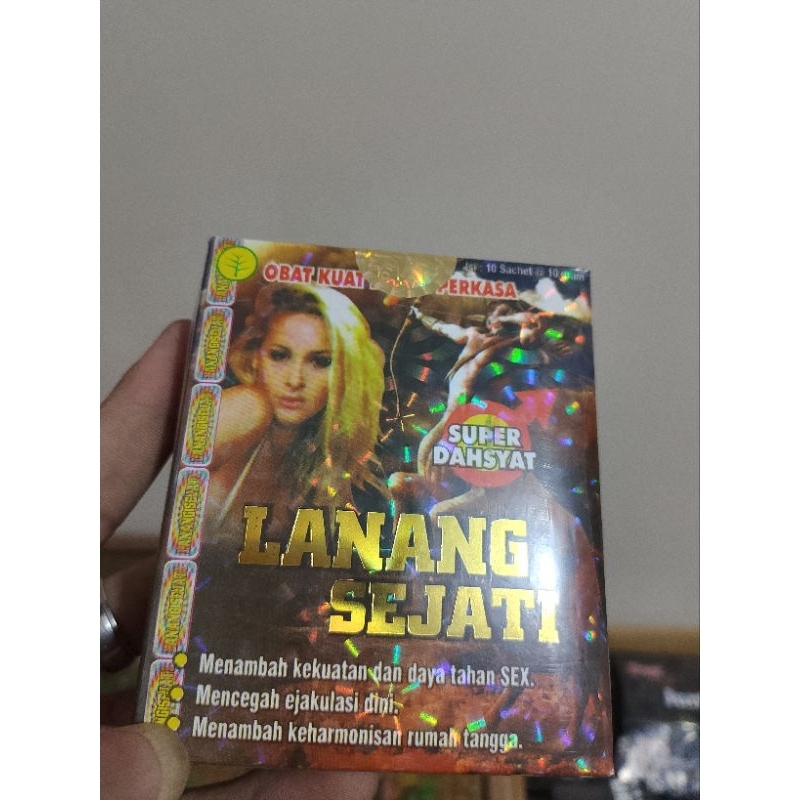 Isi : 10 Sachet @ 10
OBAT KUAT PERKASA
SUPER
DAHSYAT
LANANG
SEJATI
Menambah kekuatan dan daya tahan SEX.
Mencegah ejakulasi dini.
Menambah keharmonisan rumah tangga.